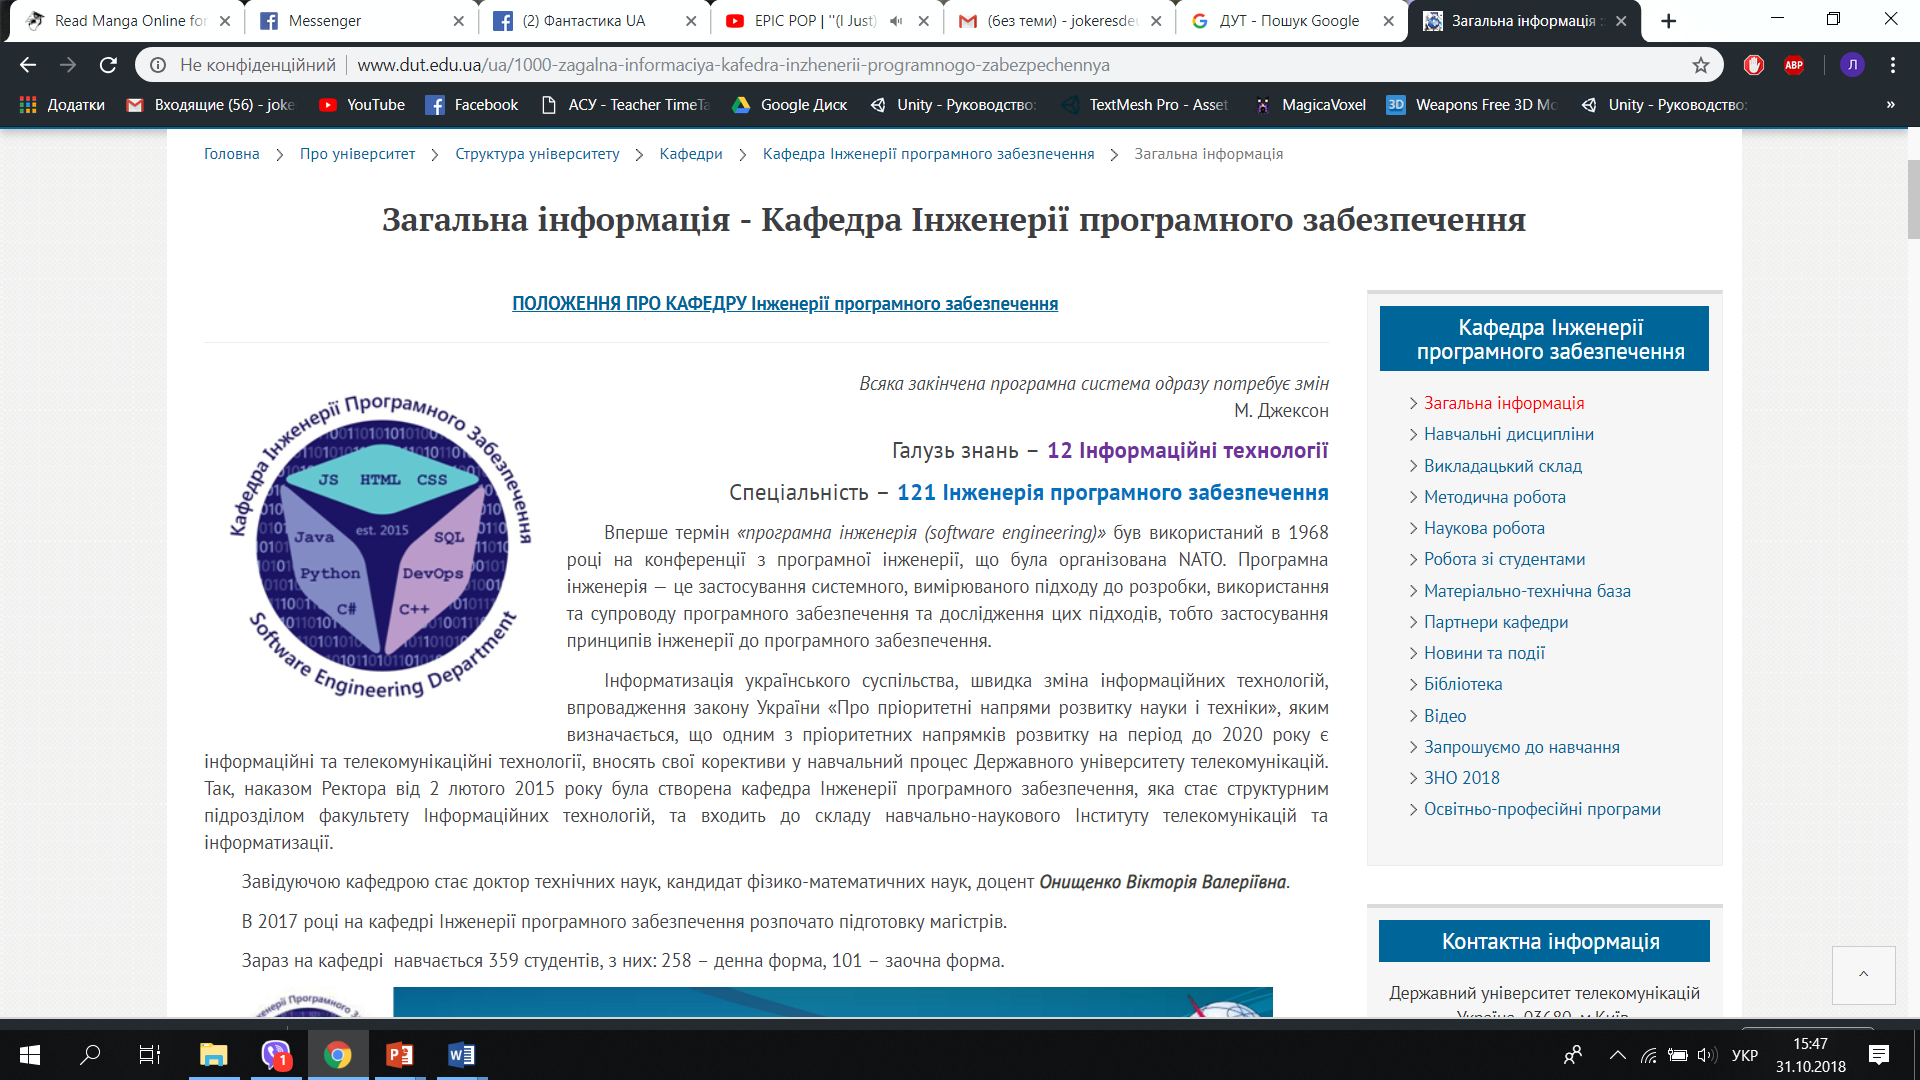 Read Manga Online for
Messenger
(2) Фантастика UA
EPIC POP | "(I Just)
(без теми) - jokeresdeu
ДУТ - Пошук Google
Загальна інформація
Не конфіденційний
www.dut.edu.ua/ua/1000-zagalna-informaciya-kafedra-inzhenerii-programnogo-zabezpechennya
ABP
Л
Додатки
Входящие (56) - joke
YouTube
Facebook
АСУ - Teacher TimeTa
Google Диск
Unity - Руководство:
TextMesh Pro - Asset
MagicaVoxel
3D
Weapons Free 3D Mo
Unity - Руководство:
»
Головна > Про університет > Структура університету > Кафедри > Кафедра Інженерії програмного забезпечення > Загальна інформація
Загальна інформація - Кафедра Інженерії програмного забезпечення
ПОЛОЖЕННЯ ПРО КАФЕДРУ Інженерії програмного забезпечення
Кафедра Інженерії Програмного Забезпечення
JS HTML CSS
est. 2015
Java
SQL
Python
DevOps
C#
C++
Software Engineering Department
Всяка закінчена програмна система одразу потребує змін
М. Джексон
Галузь знань – 12 Інформаційні технології
Спеціальність – 121 Інженерія програмного забезпечення
Вперше термін «програмна інженерія (software engineering)» був використаний в 1968
році на конференції з програмної інженерії, що була організована NATO. Програмна
інженерія — це застосування системного, вимірюваного підходу до розробки, використання
та супроводу програмного забезпечення та дослідження цих підходів, тобто застосування
принципів інженерії до програмного забезпечення.
Інформатизація українського суспільства, швидка зміна інформаційних технологій,
впровадження закону України «Про пріоритетні напрями розвитку науки і техніки», яким
визначається, що одним з пріоритетних напрямків розвитку на період до 2020 року є
інформаційні та телекомунікаційні технології, вносять свої корективи у навчальний процес Державного університету телекомунікацій.
Так, наказом Ректора від 2 лютого 2015 року була створена кафедра Інженерії програмного забезпечення, яка стає структурним
підрозділом факультету Інформаційних технологій, та входить до складу навчально-наукового Інституту телекомунікацій та
інформатизації.
Завідуючою кафедрою стає доктор технічних наук, кандидат фізико-математичних наук, доцент Онищенко Вікторія Валеріївна.
В 2017 році на кафедрі Інженерії програмного забезпечення розпочато підготовку магістрів.
Зараз на кафедрі навчається 359 студентів, з них: 258 – денна форма, 101 – заочна форма.
Кафедра Інженерії
програмного забезпечення
Загальна інформація
Навчальні дисципліни
Викладацький склад
Методична робота
Наукова робота
Робота зі студентами
Матеріально-технічна база
Партнери кафедри
Новини та події
Бібліотека
Відео
Запрошуємо до навчання
ЗНО 2018
Освітньо-професійні програми
Контактна інформація
Державний університет телекомунікацій
Україна, 03680, м.Київ
1
УКР
15:47
31.10.2018